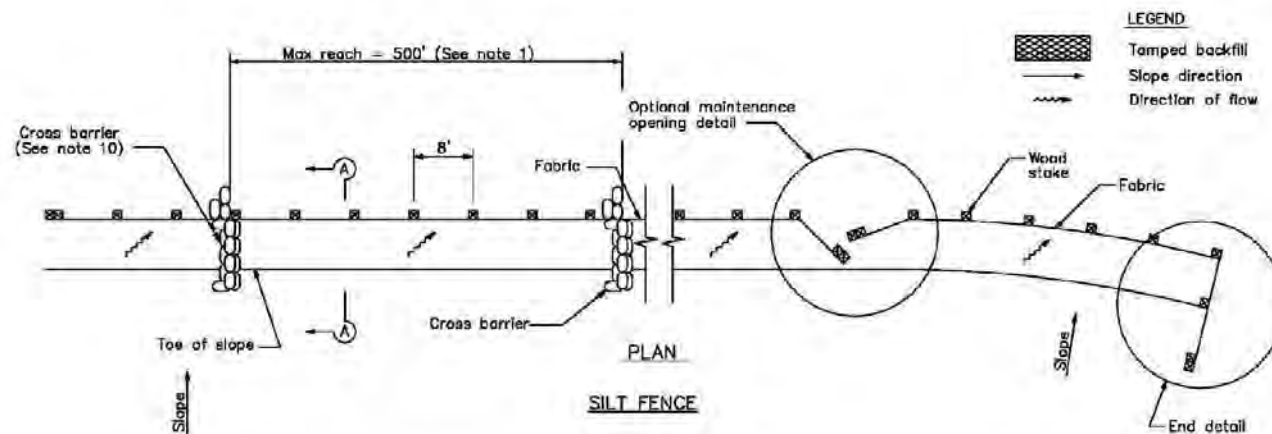 LEGEND
Tamped backfill
Slope direction
Direction of flow
Max reach = 500' (See note 1)
Optional maintenance
opening detail
Cross barrier
(See note 10)
A
8'
Fabric
Wood
stake
Fabric
A
Toe of slope
Cross barrier
PLAN
Slope
Slope
SILT FENCE
End detail